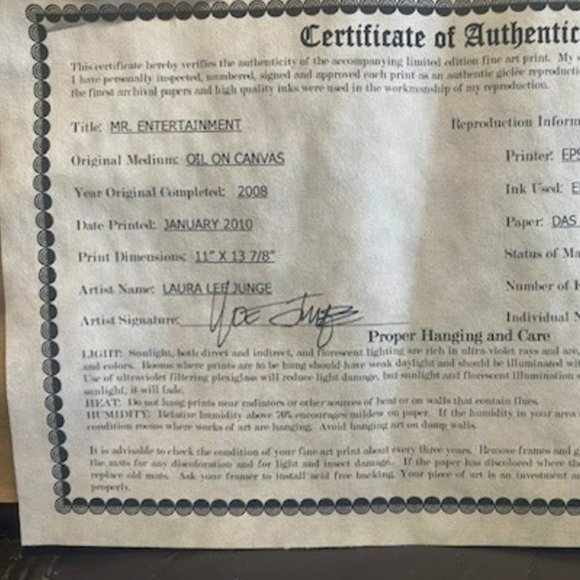 Certificate of Authentic
This certificate hereby verifies the authenticity of the accompanying limited edition fine art print. My
I have personally inspected, numbered, signed and approved each print as an authentic giclée reproducti
the finest archival papers and high quality inks were used in the workmanship of my reproduction.
Title: MR. ENTERTAINMENT
Reproduction Inform
Original Medium: OIL ON CANVAS
Printer: EPS
Year Original Completed: 2008
Ink Used: E
Date Printed: JANUARY 2010
Paper: DAS
Print Dimensions: 11" X 13 7/8"
Status of Ma
Artist Name: LAURA LEE JUNGE
Number of
Artist Signature:
Individual N
Proper Hanging and Care
LIGHT: Sunlight, both direct and indirect, and florescent lighting are rich in ultra-violet rays and are,
and colors. Rooms where prints are to be hung should have weak daylight and should be illuminated wi
Use of ultraviolet filtering plexiglass will reduce light damage, but sunlight and florescent illumination
sunlight, it will fade.
HEAT: Do not hang prints near radiators or other sources of heat or on walls that contain flues.
HUMIDITY: Relative humidity above 70% encourages mildew on paper. If the humidity in your area
condition rooms where works of art are hanging. Avoid hanging art on damp walls.
It is advisable to check the condition of your fine art print about every three years. Remove frames and g
the mats for any discoloration and for light and insect damage. If the paper has discolored where th
replace old mats. Ask your framer to install acid free backing. Your piece of art is an investment a
properly.